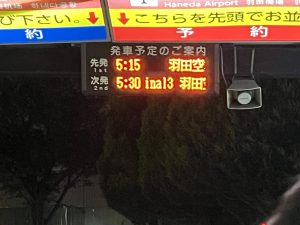 Haneda Airport
び下さい。 こちらを先頭でお並
約 予 約
発車予定のご案内
先発 1st 5:15 羽田空
次発 2nd 5:30 inal3 羽田空